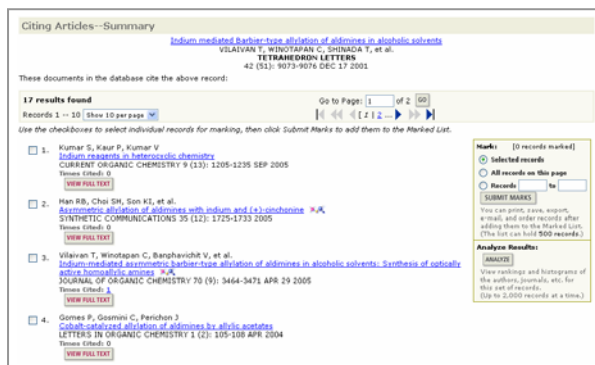 Citing Articles--Summary
Indium mediated Barbier-type allylation of aldimines in alcoholic solvents
VILAIVAN T, WINOTAPAN C, SHINADA T, et al.
TETRAHEDRON LETTERS
42 (51): 9073-9076 DEC 17 2001
These documents in the database cite the above record:
17 results found
Go to Page: 1 of 2 GO
Records 1 -- 10 Show 10 per page
[ 1 | 2 ... ]
Use the checkboxes to select individual records for marking, then click Submit Marks to add them to the Marked List.
1. Kumar S, Kaur P, Kumar V
Indium reagents in heterocyclic chemistry
CURRENT ORGANIC CHEMISTRY 9 (13): 1205-1235 SEP 2005
Times Cited: 0
VIEW FULL TEXT
2. Han RB, Choi SH, Son KI, et al.
Asymmetric allylation of aldimines with indium and (+)-cinchonine
SYNTHETIC COMMUNICATIONS 35 (12): 1725-1733 2005
Times Cited: 0
VIEW FULL TEXT
3. Vilaivan T, Winotapan C, Banphavichit V, et al.
Indium-mediated asymmetric barbier-type allylation of aldimines in alcoholic solvents: Synthesis of optically
active homoallylic amines
JOURNAL OF ORGANIC CHEMISTRY 70 (9): 3464-3471 APR 29 2005
Times Cited: 1
VIEW FULL TEXT
4. Gomes P, Gosmini C, Perichon J
Cobalt-catalyzed allylation of aldimines by allylic acetates
LETTERS IN ORGANIC CHEMISTRY 1 (2): 105-108 APR 2004
Times Cited: 0
VIEW FULL TEXT
Mark: [0 records marked]
Selected records
All records on this page
Records to
SUBMIT MARKS
You can print, save, export,
e-mail, and order records after
adding them to the Marked List.
(The list can hold 500 records.)
Analyze Results:
ANALYZE
View rankings and histograms of
the authors, journals, etc. for
this set of records.
(Up to 2,000 records at a time.)